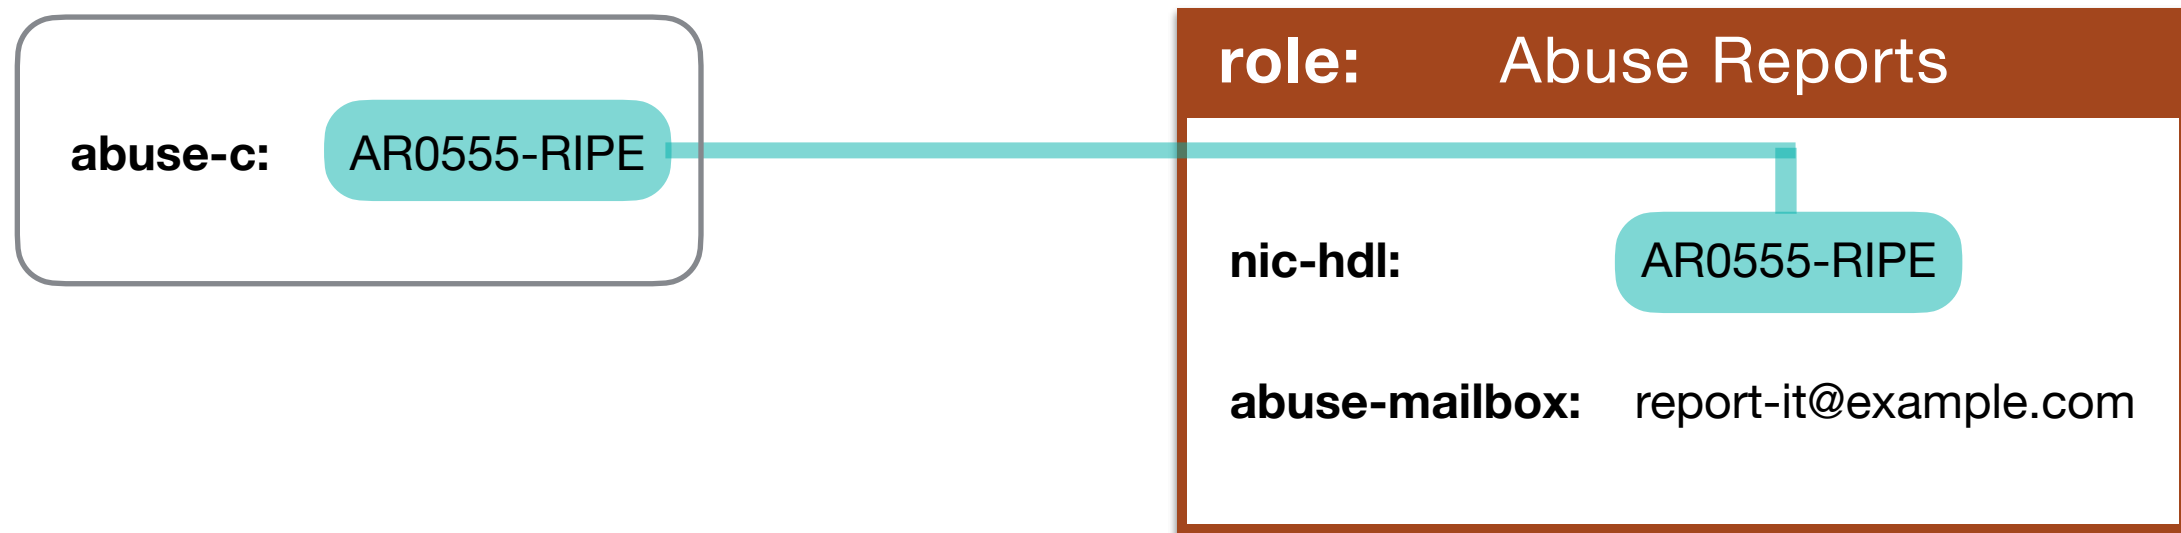 abuse-c: AR0555-RIPE
role: Abuse Reports
nic-hdl: AR0555-RIPE
abuse-mailbox: report-it@example.com